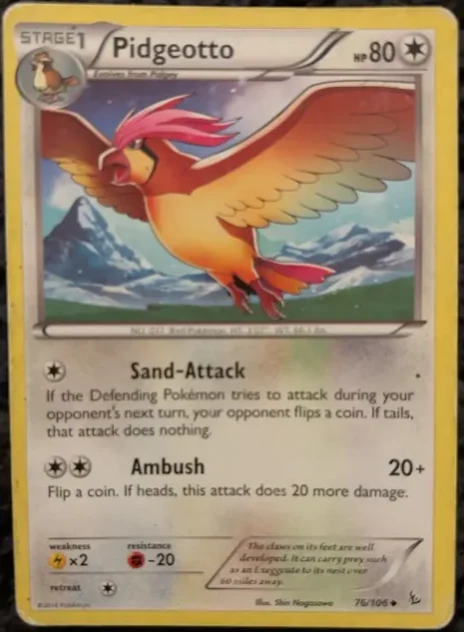 STAGE1
Pidgeotto
HP 80
Evolves from Pidgey
NO. 017 Bird Pokémon HT: 3'07" WT: 66.1 lbs.
Sand-Attack
If the Defending Pokémon tries to attack during your
opponent's next turn, your opponent flips a coin. If tails,
that attack does nothing.
Ambush 20+
Flip a coin. If heads, this attack does 20 more damage.
weakness
×2
resistance
-20
retreat
The claws on its feet are well
developed. It can carry prey such
as an Exeggcute to its nest over
60 miles away.
©2014 Pokémon
Illus. Shin Nagasawa
76/106